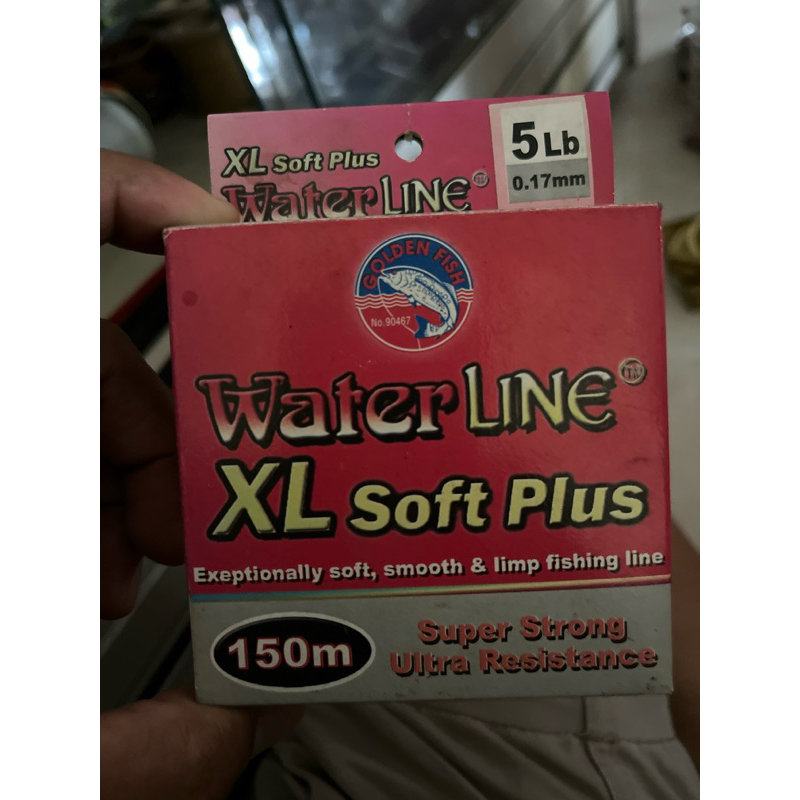 XL Soft Plus
WaterLINE
5Lb
0.17mm
GOLDEN FISH
No.90467
WaterLINE
XL Soft Plus
Exeptionally soft, smooth & limp fishing line
150m
Super Strong
Ultra Resistance